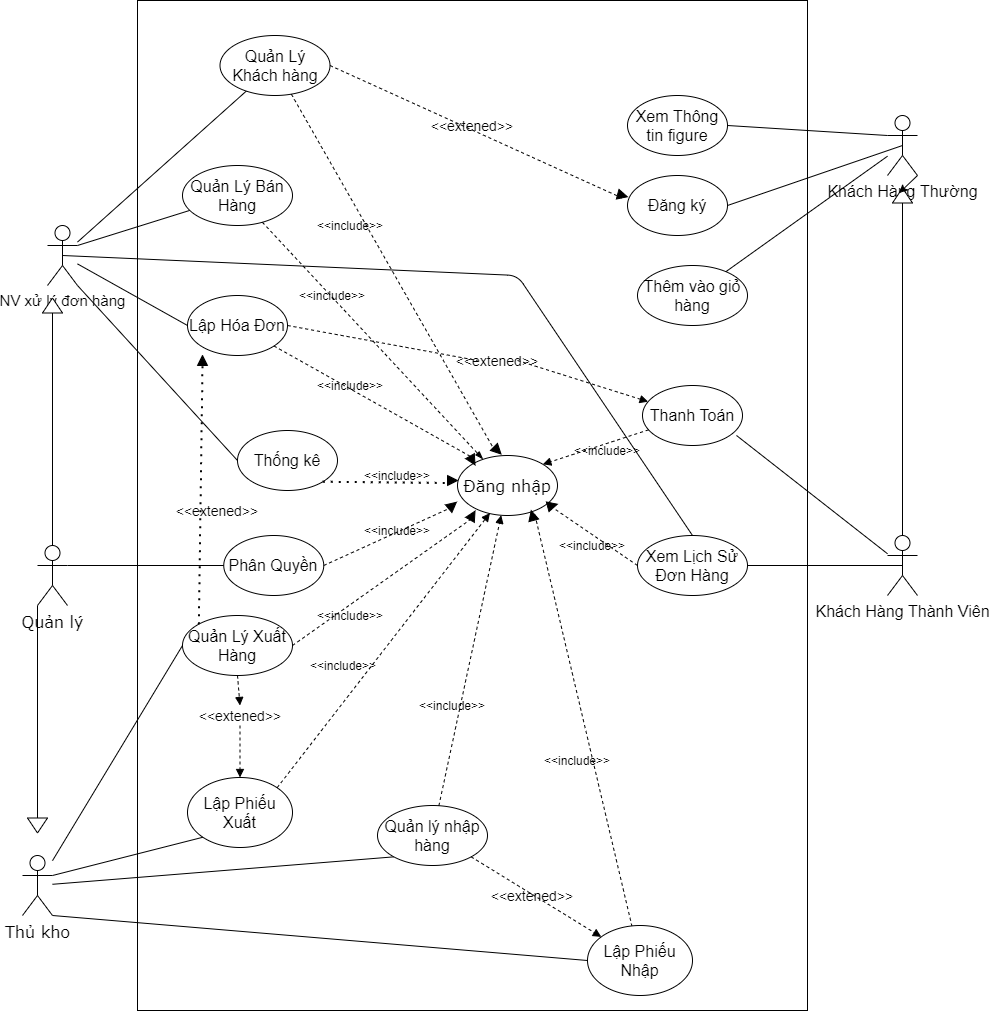 Quản Lý
Khách hàng
<<extened>>
Xem Thông
tin figure
Quản Lý Bán
Hàng
Khách Hàng Thường
Đăng ký
<<include>>
NV xử lý đơn hàng
<<include>>
Thêm vào giỏ
hàng
Lập Hóa Đơn
<<extened>>
<<include>>
Thanh Toán
<<include>>
Thống kê
<<include>>
Đăng nhập
<<extened>>
<<include>>
<<include>>
Phân Quyền
Xem Lịch Sử
Đơn Hàng
Quản lý
Khách Hàng Thành Viên
<<include>>
Quản Lý Xuất
Hàng
<<include>>
<<include>>
<<extened>>
<<include>>
Lập Phiếu
Xuất
Quản lý nhập
hàng
<<extened>>
Thủ kho
Lập Phiếu
Nhập